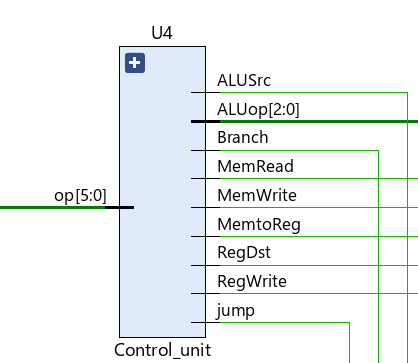 U4
ALUSrc
ALUop[2:0]
Branch
MemRead
op[5:0]
MemWrite
MemtoReg
RegDst
RegWrite
jump
Control_unit